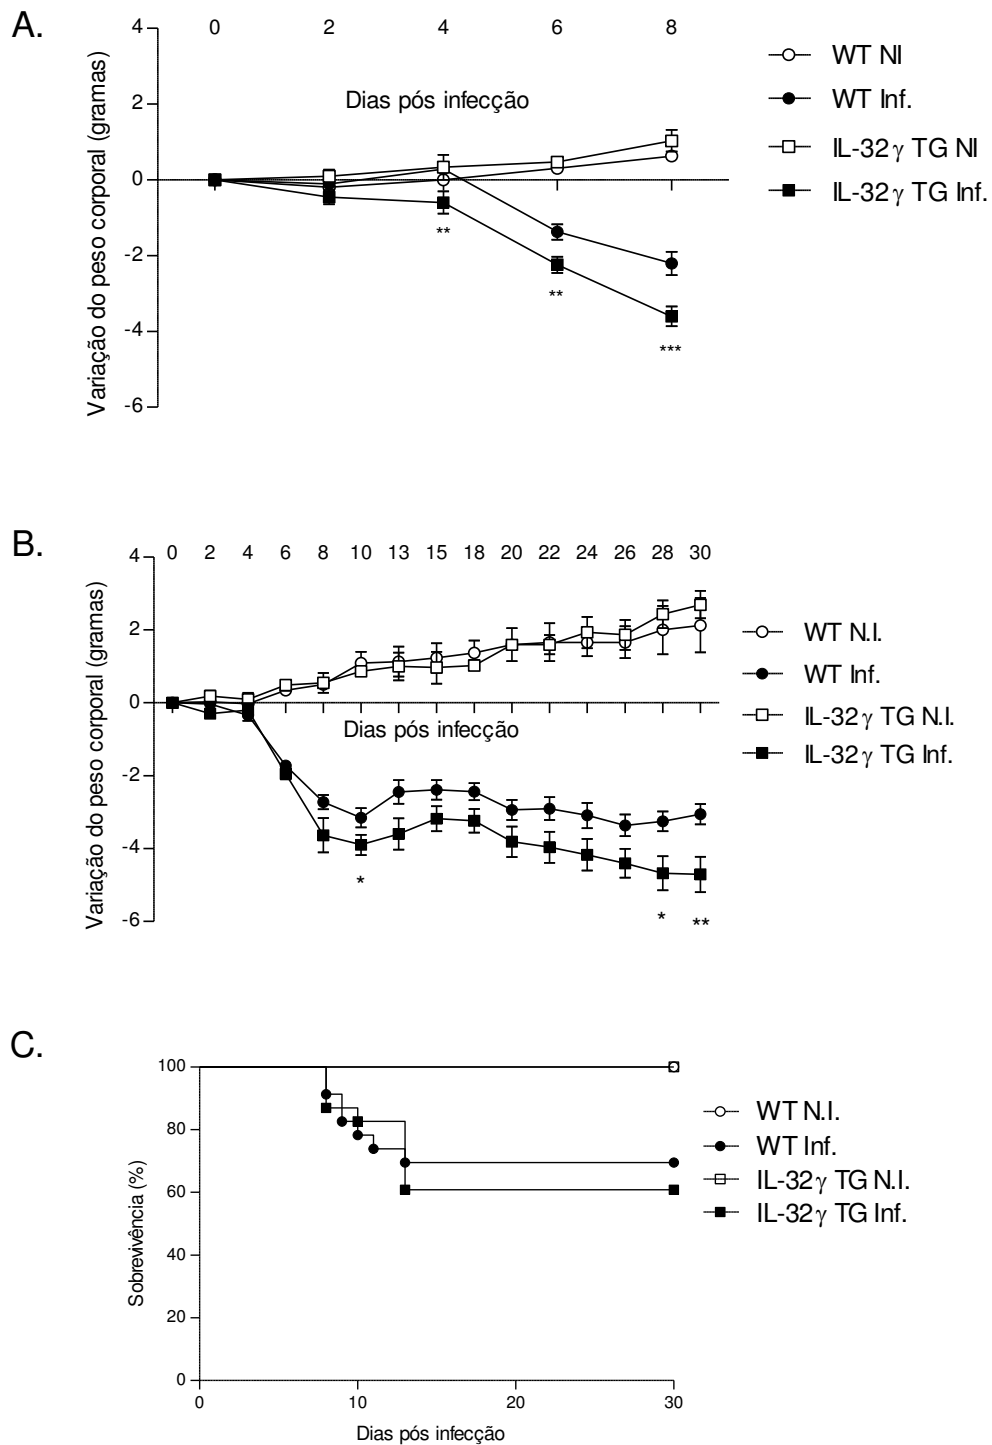 A.
4
0
2
4
6
8
2
0
-2
-4
-6
Variação do peso corporal (gramas)
Dias pós infecção
**
**
***
WT NI
WT Inf.
IL-32γ TG NI
IL-32γ TG Inf.
B.
4
0 2 4 6 8 10 13 15 18 20 22 24 26 28 30
2
0
-2
-4
-6
Variação do peso corporal (gramas)
Dias pós infecção
*
*
**
WT N.I.
WT Inf.
IL-32γ TG N.I.
IL-32γ TG Inf.
C.
100
80
60
40
20
0
Sobrevivência (%)
0 10 20 30
Dias pós infecção
WT N.I.
WT Inf.
IL-32γ TG N.I.
IL-32γ TG Inf.